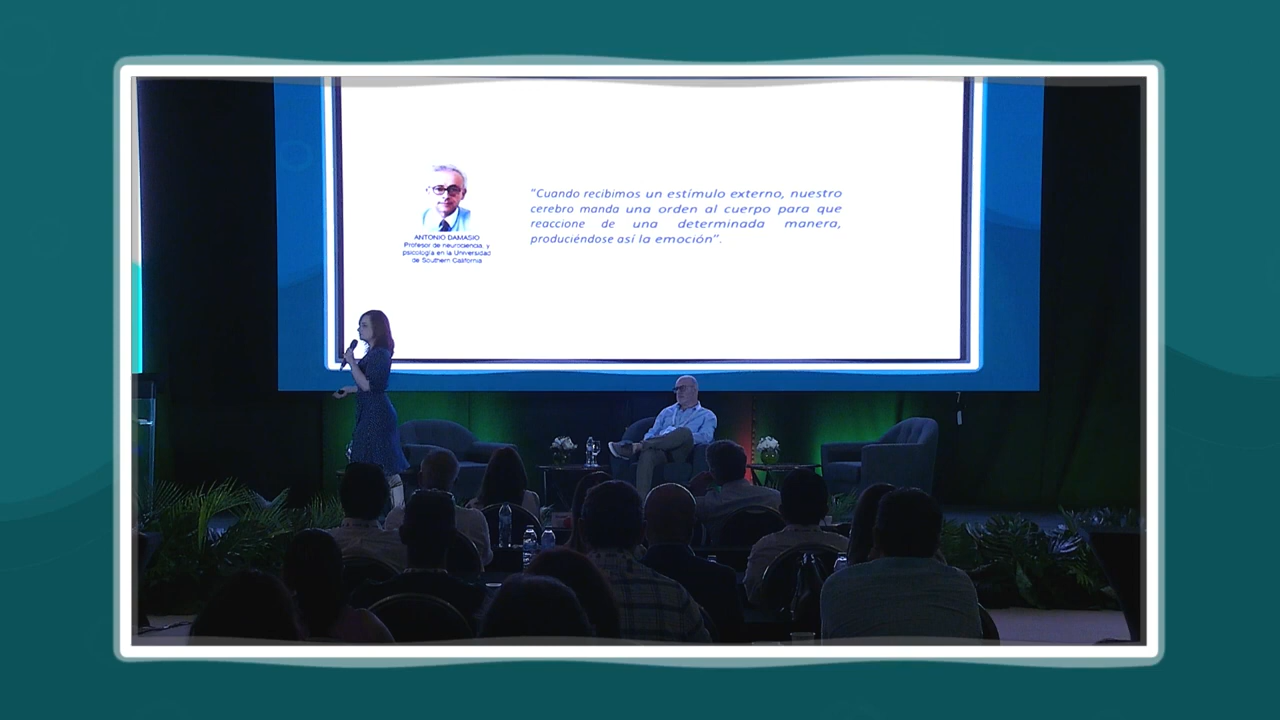 ANTONIO DAMASIO
Profesor de neurociencia, y
psicología en la Universidad
de Southern California
"Cuando recibimos un estímulo externo, nuestro
cerebro manda una orden al cuerpo para que
reaccione de una determinada manera,
produciéndose así la emoción".